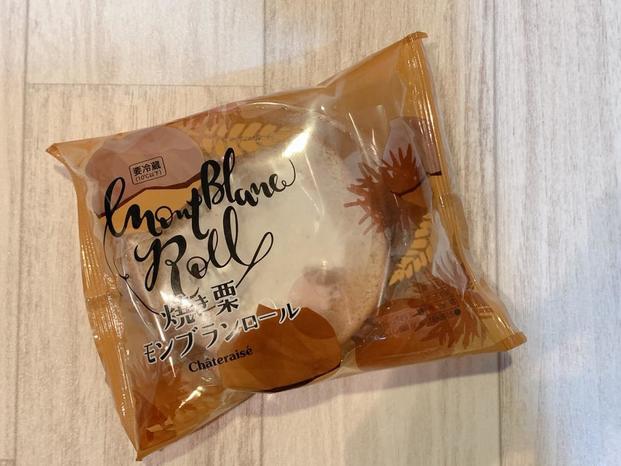 要冷蔵
(10℃以下)
Mont Blanc
Roll
焼き栗
モンブランロール
Châteraisé